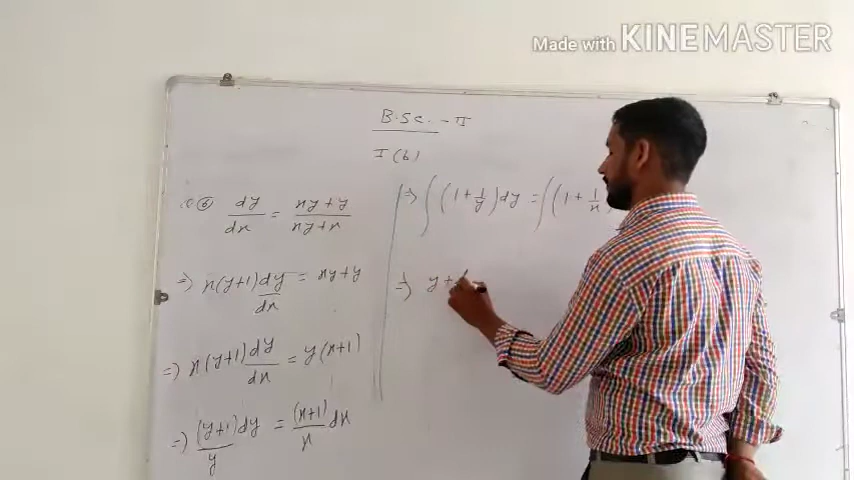 Made with KINEMASTER
B.Sc. - II
I (b)
⑥ dy/dx = xy+y/xy+x
=> x(y+1) dy/dx = xy+y
=> x(y+1) dy/dx = y(x+1)
=> (y+1)dy/y = (x+1)/x dx
=> ∫(1+1/y)dy = ∫(1+1/x
=> y+